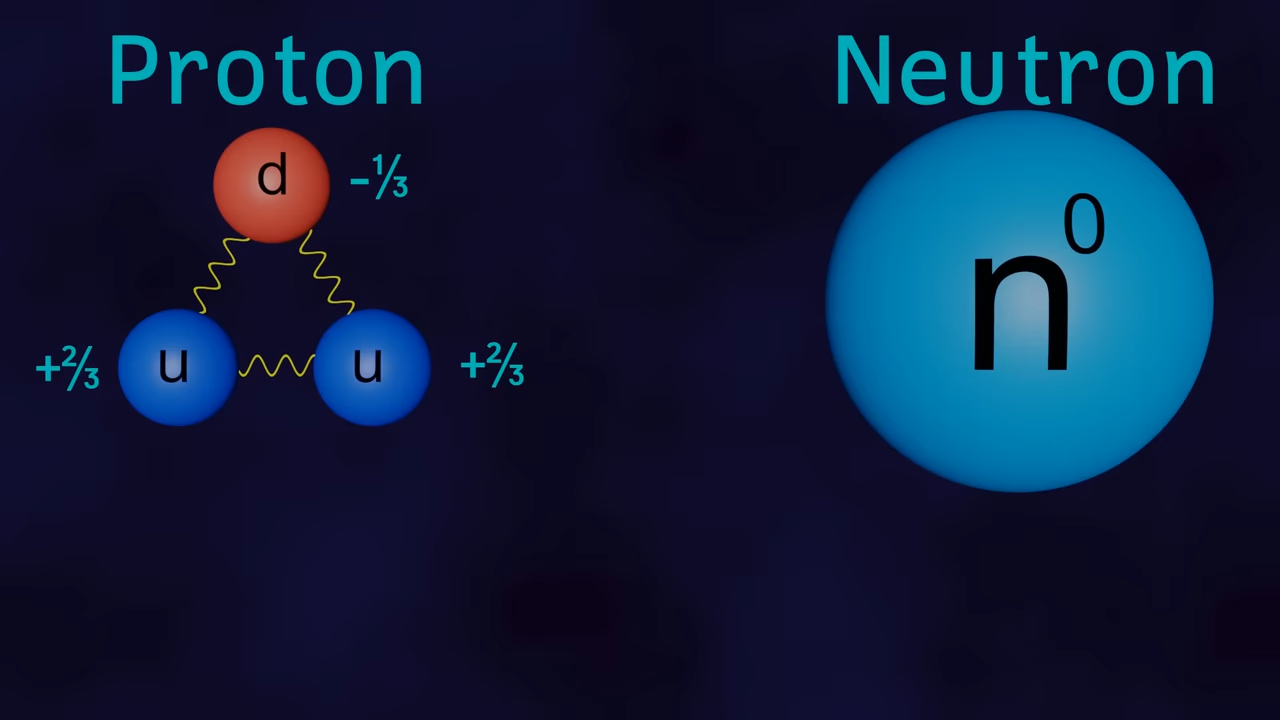 Proton
Neutron
d
-⅓
n⁰
+⅔
u
u
+⅔